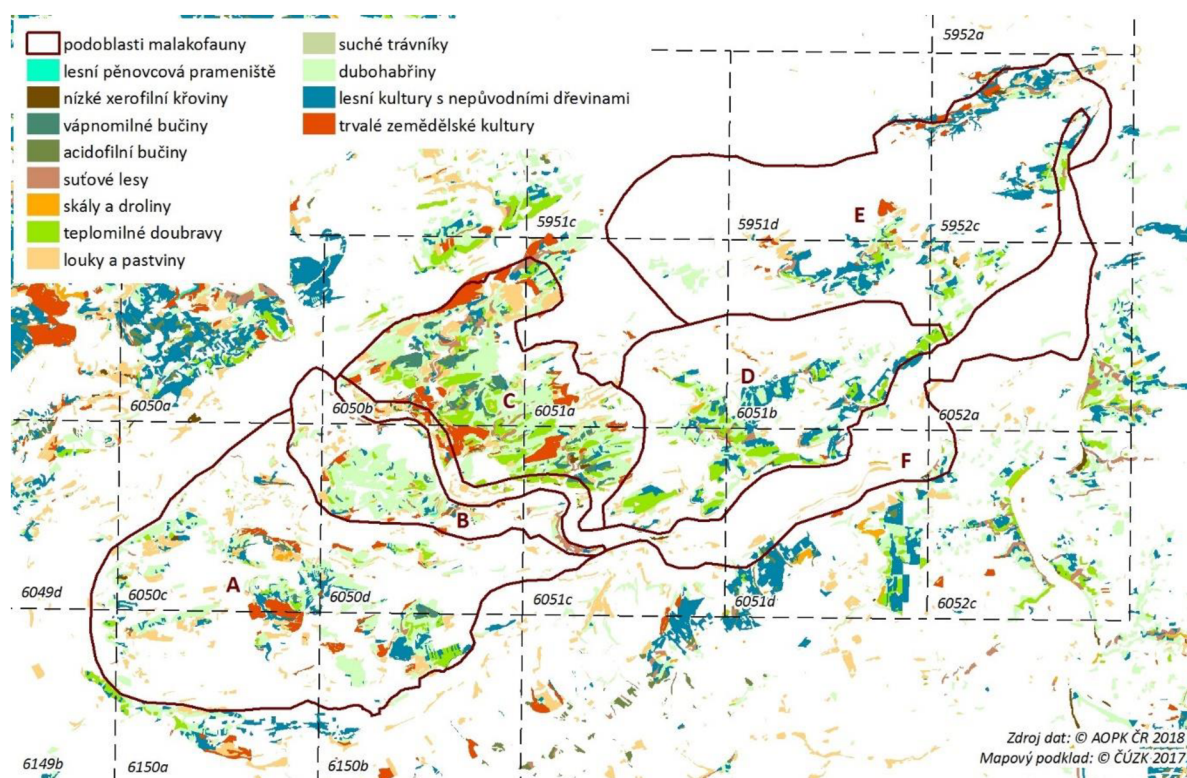 podoblasti malakofauny
lesní pěnovcová prameniště
nízké xerofilní křoviny
vápnomilné bučiny
acidofilní bučiny
suťové lesy
skály a droliny
teplomilné doubravy
louky a pastviny
suché trávníky
dubohabřiny
lesní kultury s nepůvodními dřevinami
trvalé zemědělské kultury
5952a
E
5951c
5951d
5952c
D
C
6050a
6050b
6051a
6051b
6052a
F
B
A
6049d
6050c
6050d
6051c
6051d
6052c
Zdroj dat: © AOPK ČR 2018
Mapový podklad: © ČÚZK 2017
6149b
6150a
6150b